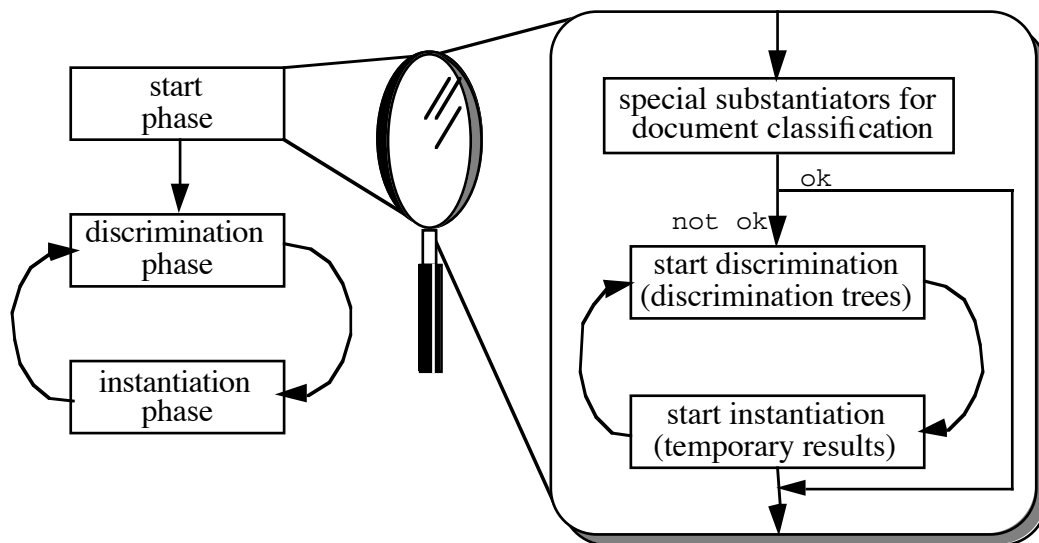 start
phase
discrimination
phase
instantiation
phase
special substantiators for
document classification
ok
not ok
start discrimination
(discrimination trees)
start instantiation
(temporary results)